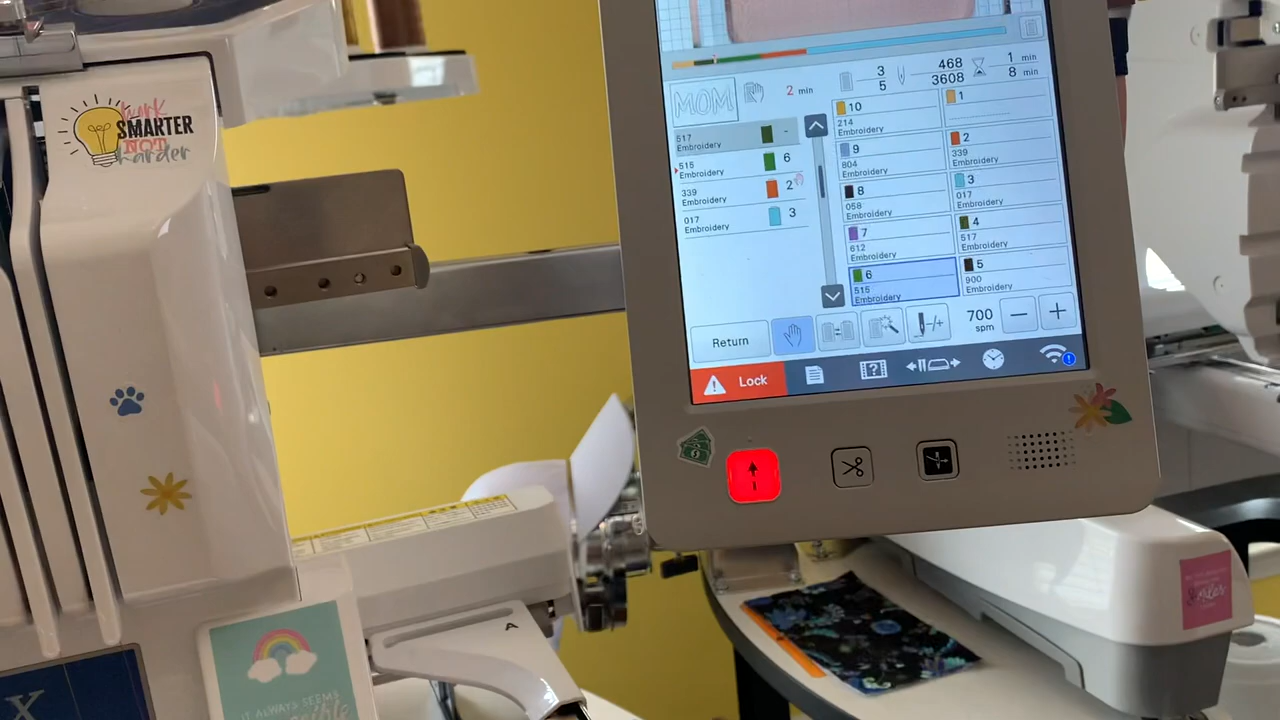 work
SMARTER
NOT
harder
MOM
2 min
3
5
468
3608
1 min
8 min
517
Embroidery
-
515
Embroidery
6
339
Embroidery
2
017
Embroidery
3
10
214
Embroidery
1
9
804
Embroidery
2
339
Embroidery
8
058
Embroidery
3
017
Embroidery
7
612
Embroidery
4
517
Embroidery
6
515
Embroidery
5
900
Embroidery
Return
-/+
700
spm
Lock
A
X
IT ALWAYS SEEMS